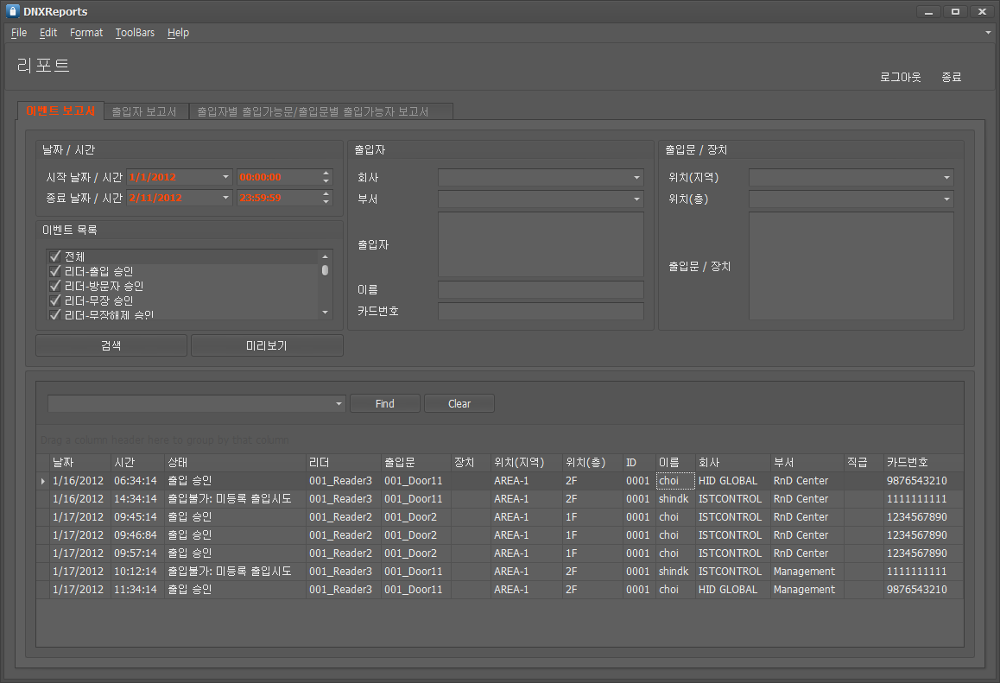 DNXReports
File Edit Format ToolBars Help
리포트
로그아웃 종료
이벤트 보고서 출입자 보고서 출입자별 출입가능문/출입문별 출입가능자 보고서
날짜 / 시간
시작 날짜 / 시간 1/1/2012 00:00:00
종료 날짜 / 시간 2/11/2012 23:59:59
이벤트 목록
전체
리더-출입 승인
리더-방문자 승인
리더-무장 승인
리더-무장해제 승인
검색 미리보기
출입자
회사
부서
출입자
이름
카드번호
출입문 / 장치
위치(지역)
위치(층)
출입문 / 장치
Find Clear
Drag a column header here to group by that column
날짜 시간 상태 리더 출입문 장치 위치(지역) 위치(층) ID 이름 회사 부서 직급 카드번호
1/16/2012 06:34:14 출입 승인 001_Reader3 001_Door11 AREA-1 2F 0001 choi HID GLOBAL RnD Center 9876543210
1/16/2012 14:34:14 출입불가: 미등록 출입시도 001_Reader3 001_Door11 AREA-1 2F 0001 shindk ISTCONTROL RnD Center 1111111111
1/17/2012 09:45:14 출입 승인 001_Reader2 001_Door2 AREA-1 1F 0001 choi ISTCONTROL RnD Center 1234567890
1/17/2012 09:46:84 출입 승인 001_Reader2 001_Door2 AREA-1 1F 0001 choi ISTCONTROL RnD Center 1234567890
1/17/2012 09:57:14 출입 승인 001_Reader2 001_Door2 AREA-1 1F 0001 choi ISTCONTROL RnD Center 1234567890
1/17/2012 10:12:14 출입불가: 미등록 출입시도 001_Reader3 001_Door11 AREA-1 2F 0001 shindk ISTCONTROL Management 1111111111
1/17/2012 11:34:14 출입 승인 001_Reader3 001_Door11 AREA-1 2F 0001 choi HID GLOBAL Management 9876543210